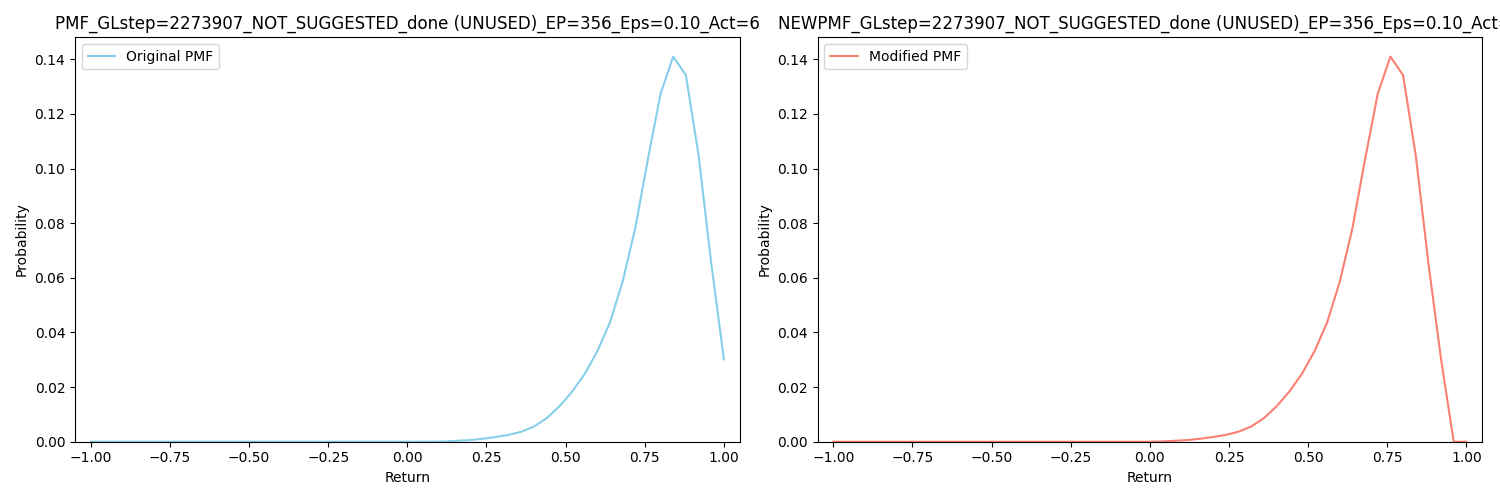 PMF_GLstep=2273907_NOT_SUGGESTED_done (UNUSED)_EP=356_Eps=0.10_Act=6
Original PMF
Probability
0.14
0.12
0.10
0.08
0.06
0.04
0.02
0.00
−1.00 −0.75 −0.50 −0.25 0.00 0.25 0.50 0.75 1.00
Return
NEWPMF_GLstep=2273907_NOT_SUGGESTED_done (UNUSED)_EP=356_Eps=0.10_Act=
Modified PMF
Probability
0.14
0.12
0.10
0.08
0.06
0.04
0.02
0.00
−1.00 −0.75 −0.50 −0.25 0.00 0.25 0.50 0.75 1.00
Return